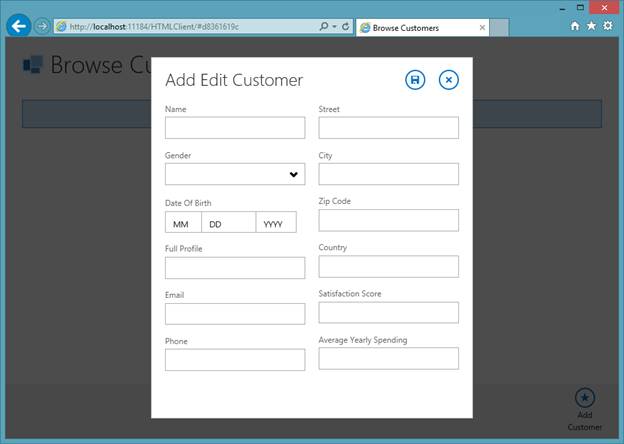 http://localhost:11184/HTMLClient/#d8361619c
Browse Customers
Browse Cu
Add Edit Customer
Name
Street
Gender
City
Date Of Birth
MM DD YYYY
Zip Code
Full Profile
Country
Email
Satisfaction Score
Phone
Average Yearly Spending
Add
Customer